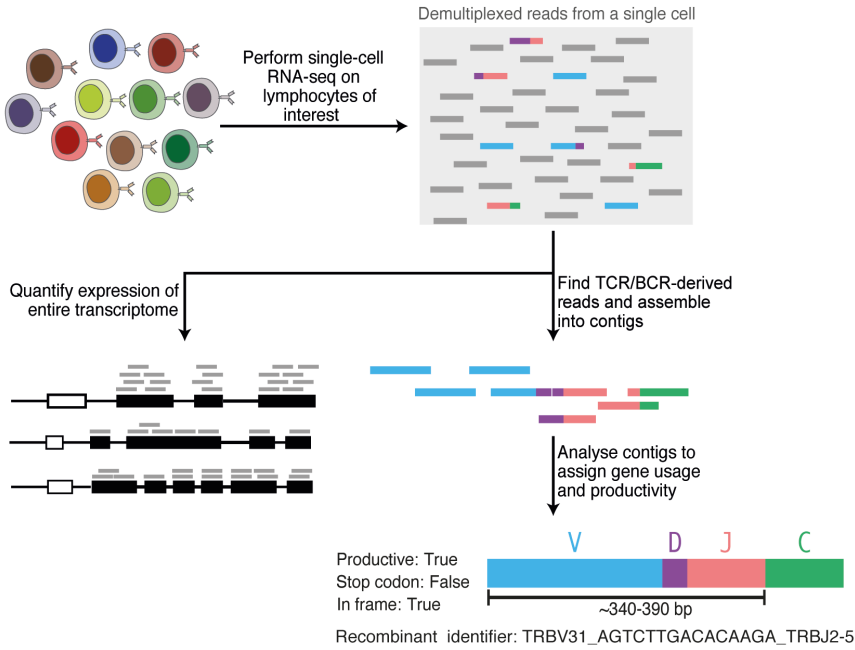 Demultiplexed reads from a single cell
Perform single-cell
RNA-seq on
lymphocytes of
interest
Quantify expression of
entire transcriptome
Find TCR/BCR-derived
reads and assemble
into contigs
Analyse contigs to
assign gene usage
and productivity
V D J C
Productive: True
Stop codon: False
In frame: True
~340-390 bp
Recombinant identifier: TRBV31_AGTCTTGACACAAGA_TRBJ2-5